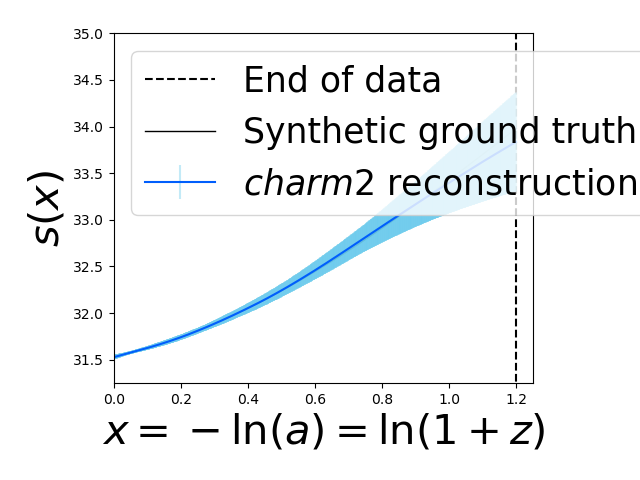 35.0
34.5
34.0
33.5
33.0
32.5
32.0
31.5
s(x)
End of data
Synthetic ground truth
charm2 reconstruction
0.0 0.2 0.4 0.6 0.8 1.0 1.2
x = −ln(a) = ln(1 + z)